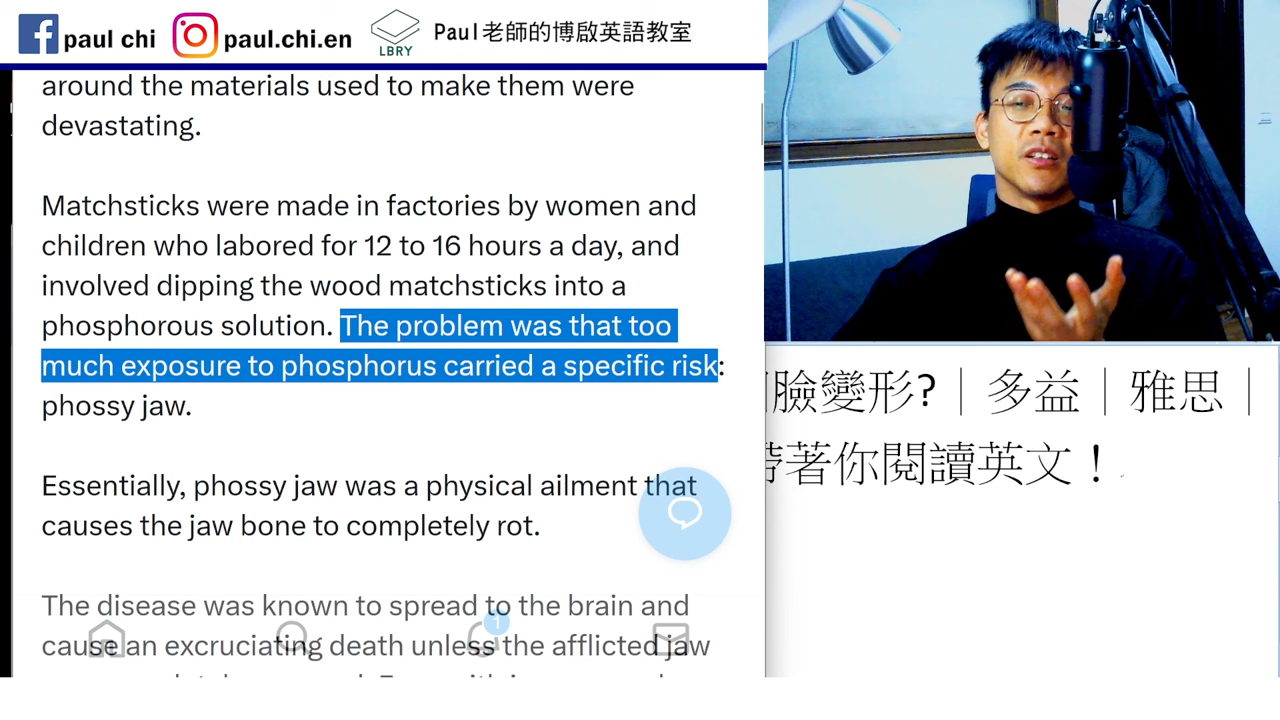 paul chi
paul.chi.en
LBRY
Paul老師的博啟英語教室
around the materials used to make them were
devastating.
Matchsticks were made in factories by women and
children who labored for 12 to 16 hours a day, and
involved dipping the wood matchsticks into a
phosphorous solution. The problem was that too
much exposure to phosphorus carried a specific risk:
phossy jaw.
Essentially, phossy jaw was a physical ailment that
causes the jaw bone to completely rot.
The disease was known to spread to the brain and
cause an excruciating death unless the afflicted jaw
1
臉變形?｜多益｜雅思｜
帶著你閱讀英文！